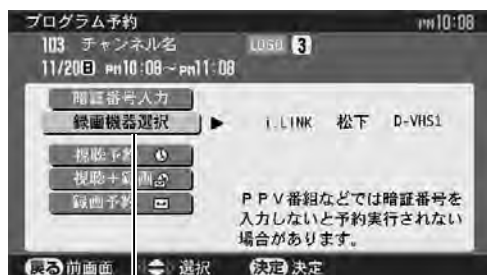 プログラム予約 PM10:08
103 チャンネル名 LOGO 3
11/20日 PM10:08～PM11:08
暗証番号入力
録画機器選択 ▶ i.LINK 松下 D-VHS1
視聴予約
視聴+録画
録画予約
PPV番組などでは暗証番号を
入力しないと予約実行されない
場合があります。
戻る 前画面 選択 決定 決定